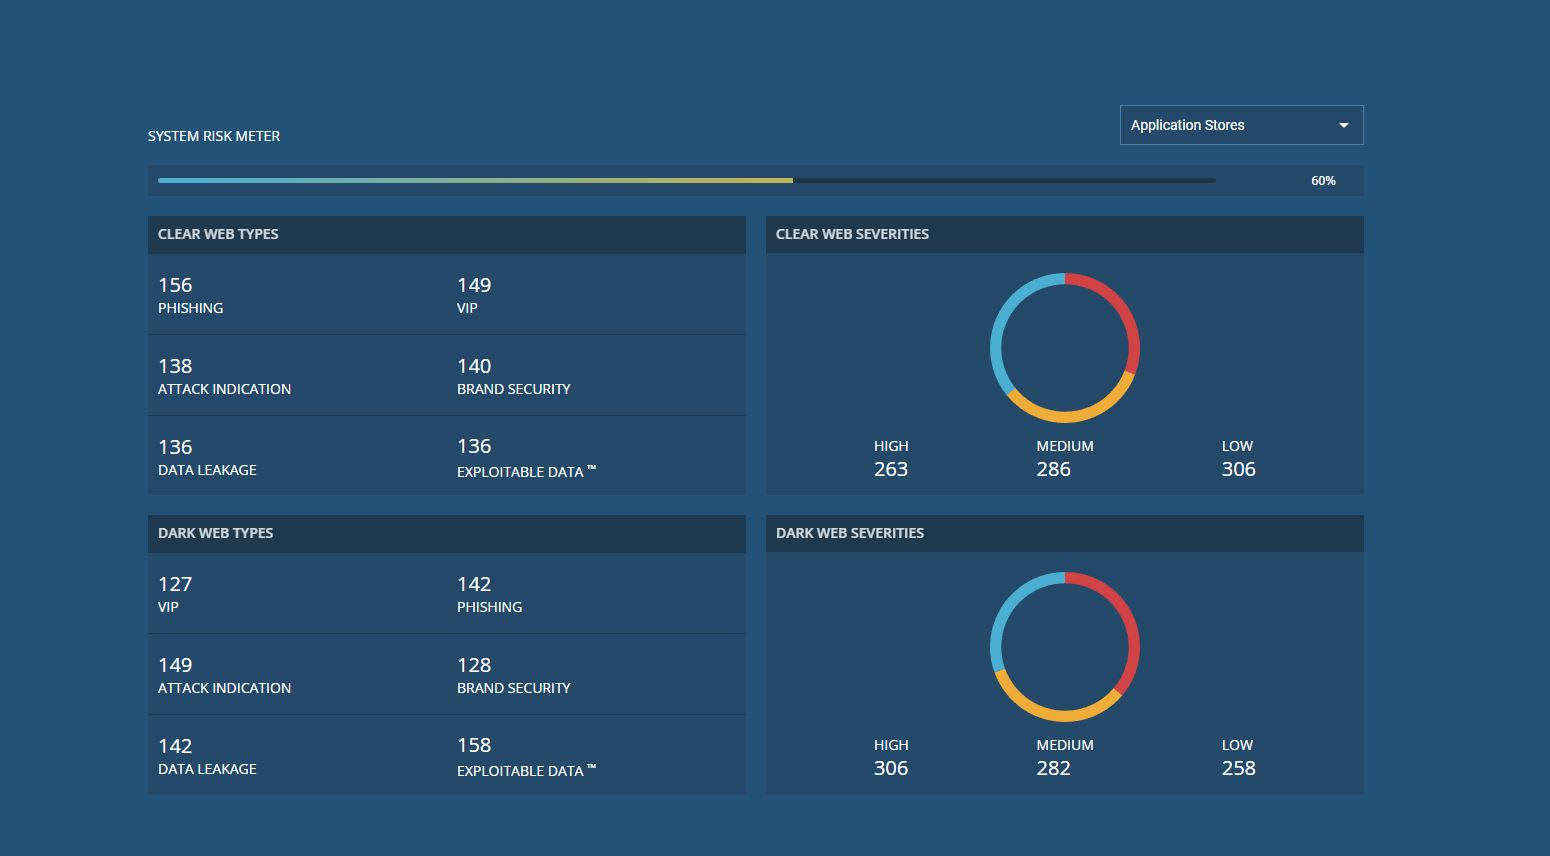 Application Stores
SYSTEM RISK METER
60%
CLEAR WEB TYPES
156
PHISHING
149
VIP
138
ATTACK INDICATION
140
BRAND SECURITY
136
DATA LEAKAGE
136
EXPLOITABLE DATA ™
CLEAR WEB SEVERITIES
HIGH
263
MEDIUM
286
LOW
306
DARK WEB TYPES
127
VIP
142
PHISHING
149
ATTACK INDICATION
128
BRAND SECURITY
142
DATA LEAKAGE
158
EXPLOITABLE DATA ™
DARK WEB SEVERITIES
HIGH
306
MEDIUM
282
LOW
258